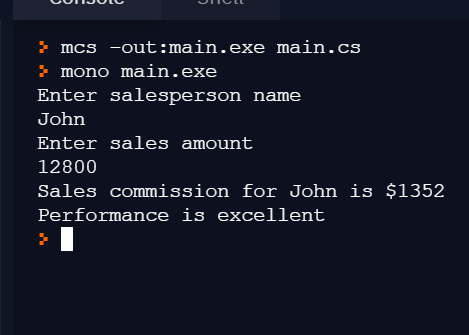 Console Shell
mcs -out:main.exe main.cs
mono main.exe
Enter salesperson name
John
Enter sales amount
12800
Sales commission for John is $1352
Performance is excellent